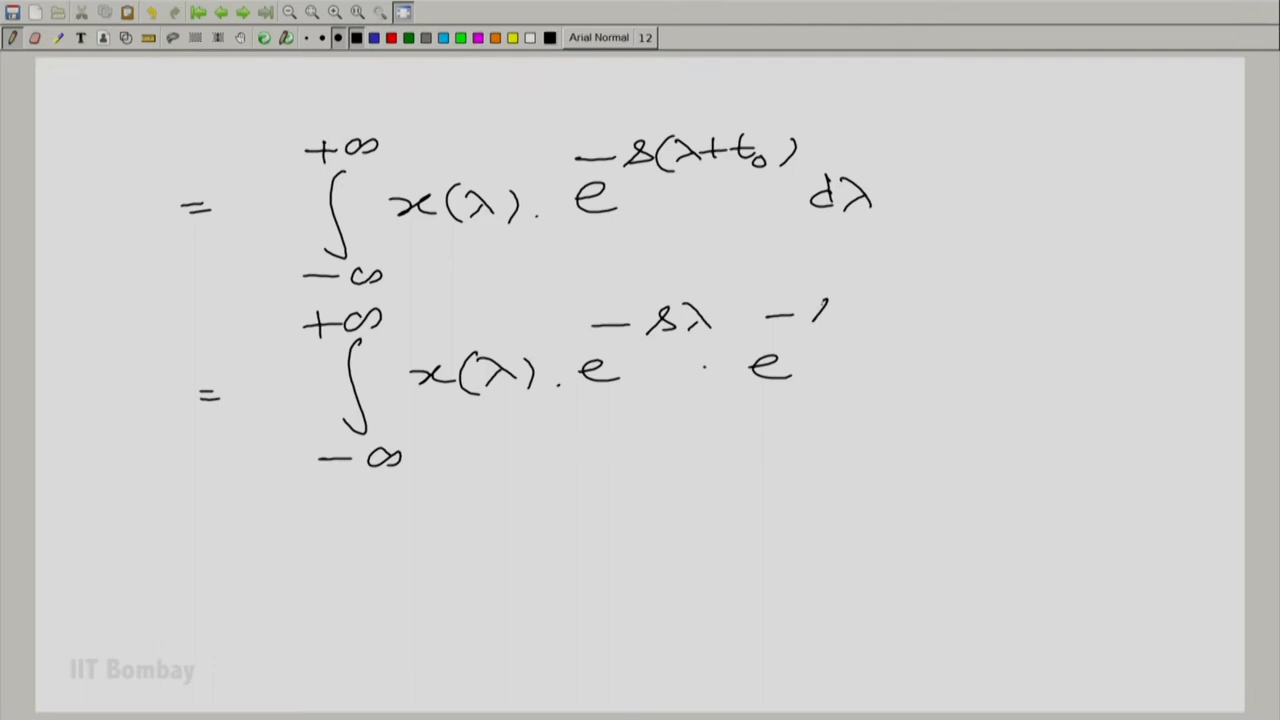 Arial Normal 12
= ∫_{-∞}^{+∞} x(λ). e^{-s(λ+t₀)} dλ
= ∫_{-∞}^{+∞} x(λ). e^{-sλ} . e^{-
IIT Bombay